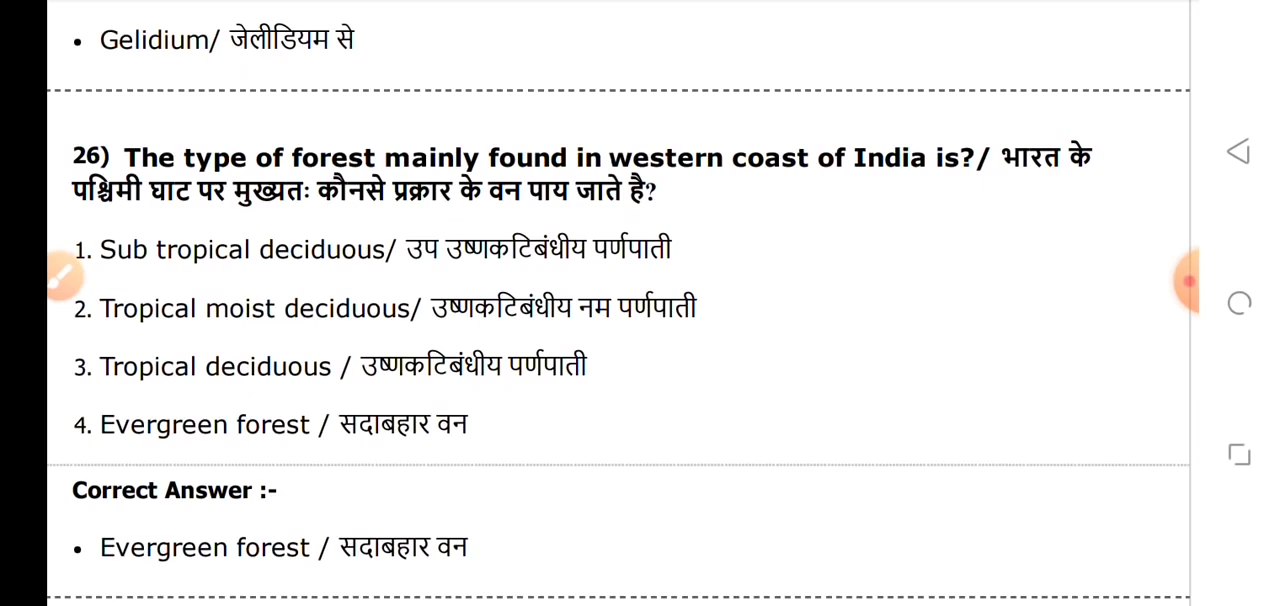 • Gelidium/ जेलीडियम से
26) The type of forest mainly found in western coast of India is?/ भारत के
पश्चिमी घाट पर मुख्यतः कौनसे प्रक्रार के वन पाय जाते है?
1. Sub tropical deciduous/ उप उष्णकटिबंधीय पर्णपाती
2. Tropical moist deciduous/ उष्णकटिबंधीय नम पर्णपाती
3. Tropical deciduous / उष्णकटिबंधीय पर्णपाती
4. Evergreen forest / सदाबहार वन
Correct Answer :-
• Evergreen forest / सदाबहार वन